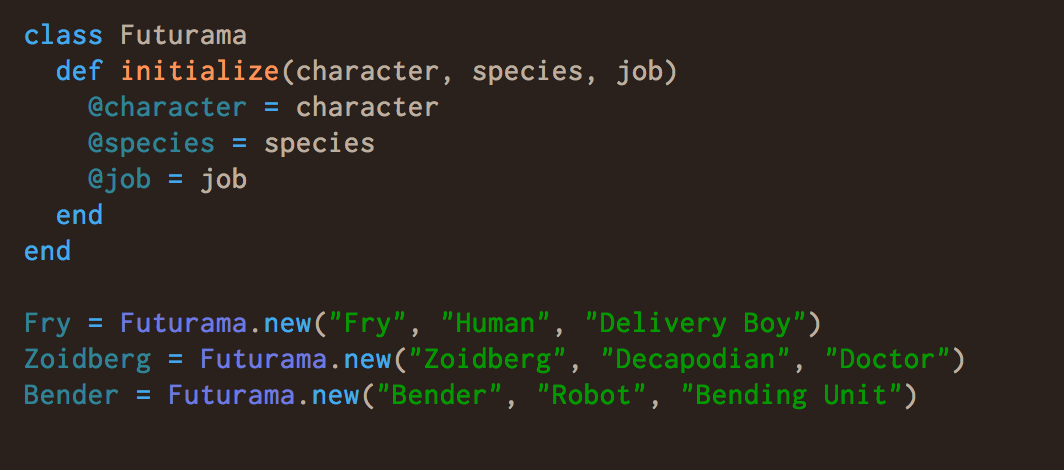 class Futurama
  def initialize(character, species, job)
    @character = character
    @species = species
    @job = job
  end
end

Fry = Futurama.new("Fry", "Human", "Delivery Boy")
Zoidberg = Futurama.new("Zoidberg", "Decapodian", "Doctor")
Bender = Futurama.new("Bender", "Robot", "Bending Unit")